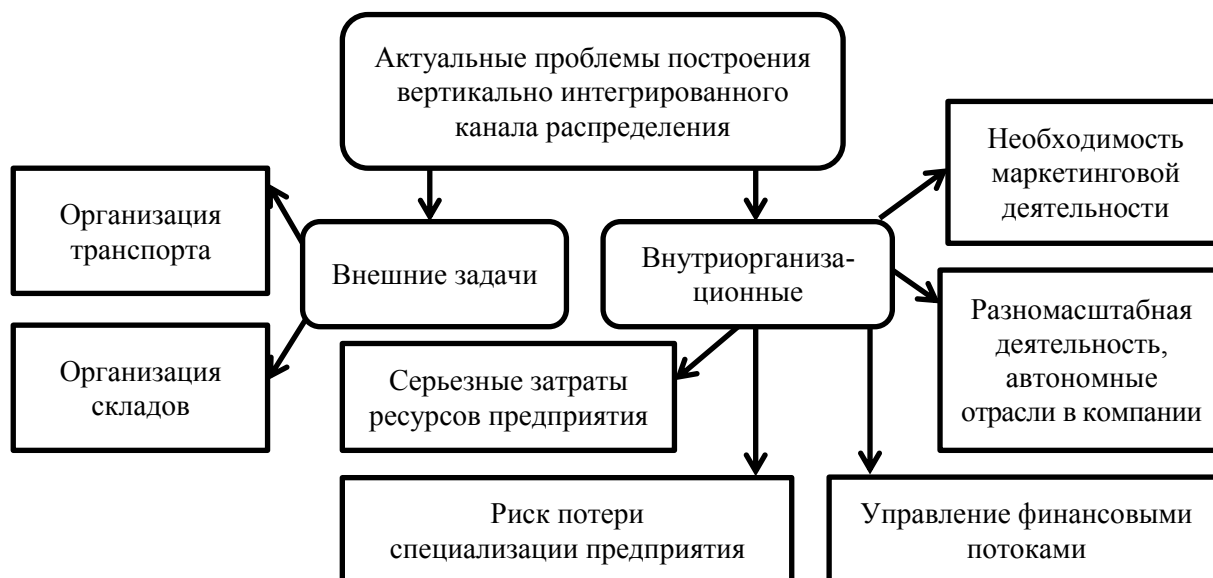 Актуальные проблемы построения
вертикально интегрированного
канала распределения
Необходимость
маркетинговой
деятельности
Организация
транспорта
Внешние задачи
Внутриорганиза-
ционные
Разномасштабная
деятельность,
автономные
отрасли в компании
Организация
складов
Серьезные затраты
ресурсов предприятия
Риск потери
специализации предприятия
Управление финансовыми
потоками